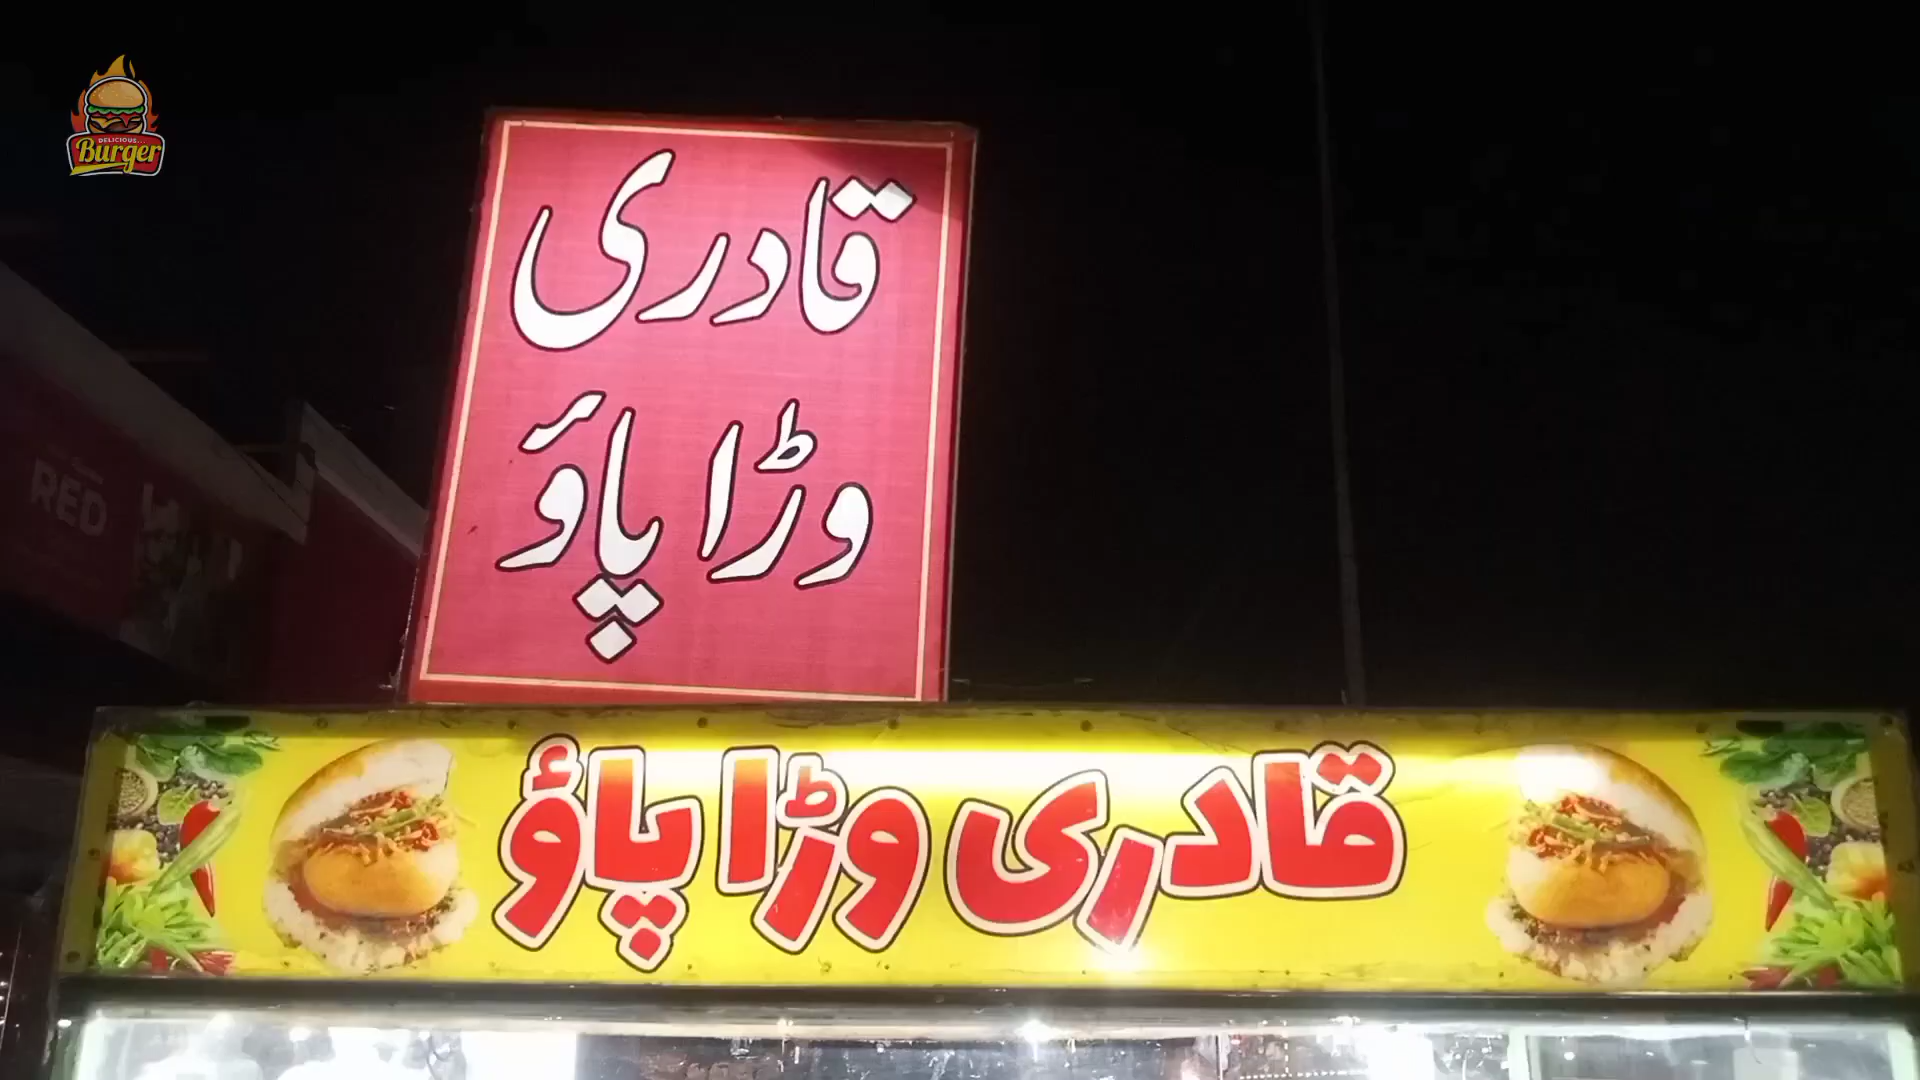 DELICIOUS...
Burger
قادری
وڑا پاؤ
RED
قادری وڑا پاؤ